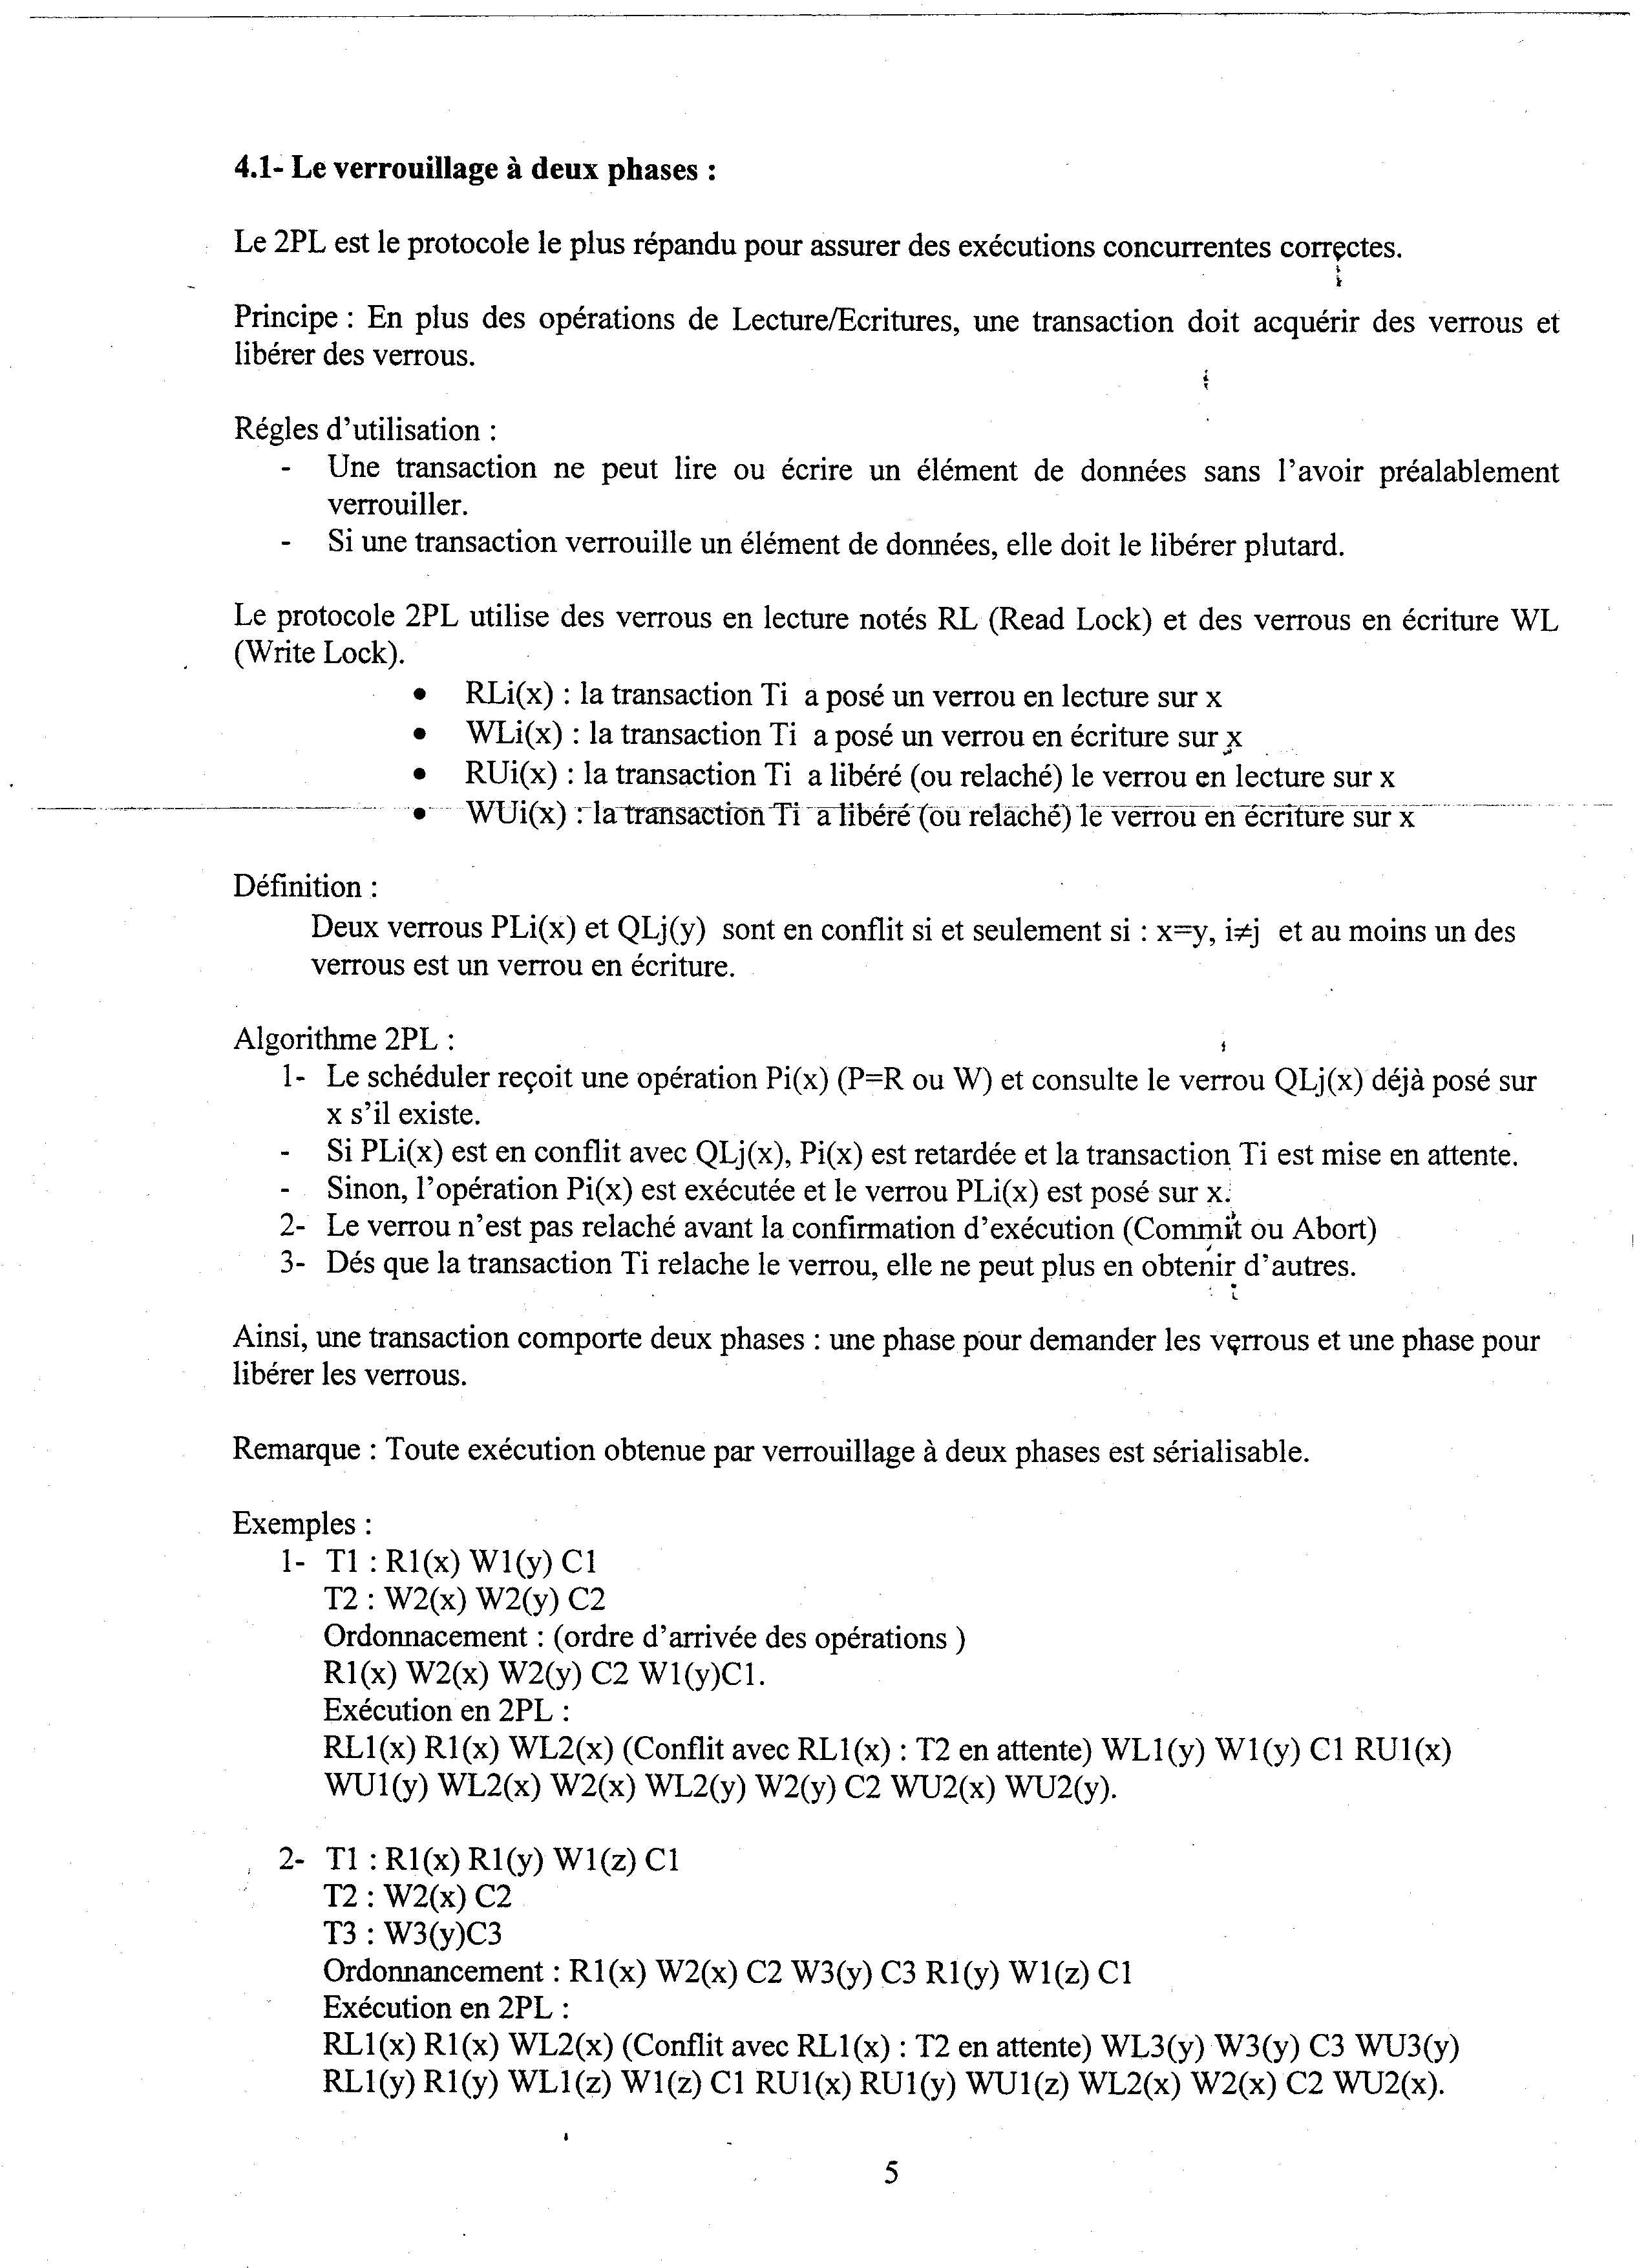 4.1- Le verrouillage à deux phases :
Le 2PL est le protocole le plus répandu pour assurer des exécutions concurrentes correctes.
Principe : En plus des opérations de Lecture/Ecritures, une transaction doit acquérir des verrous et
libérer des verrous.
Régles d'utilisation :
- Une transaction ne peut lire ou écrire un élément de données sans l'avoir préalablement
verrouiller.
- Si une transaction verrouille un élément de données, elle doit le libérer plutard.
Le protocole 2PL utilise des verrous en lecture notés RL (Read Lock) et des verrous en écriture WL
(Write Lock).
• RLi(x) : la transaction Ti a posé un verrou en lecture sur x
• WLi(x) : la transaction Ti a posé un verrou en écriture sur x
• RUi(x) : la transaction Ti a libéré (ou relaché) le verrou en lecture sur x
• WUi(x) : la transaction Ti a libéré (ou relaché) le verrou en écriture sur x
Définition :
Deux verrous PLi(x) et QLj(y) sont en conflit si et seulement si : x=y, i≠j et au moins un des
verrous est un verrou en écriture.
Algorithme 2PL :
1- Le schéduler reçoit une opération Pi(x) (P=R ou W) et consulte le verrou QLj(x) déjà posé sur
x s'il existe.
- Si PLi(x) est en conflit avec QLj(x), Pi(x) est retardée et la transaction Ti est mise en attente.
- Sinon, l'opération Pi(x) est exécutée et le verrou PLi(x) est posé sur x.
2- Le verrou n'est pas relaché avant la confirmation d'exécution (Commit ou Abort)
3- Dés que la transaction Ti relache le verrou, elle ne peut plus en obtenir d'autres.
Ainsi, une transaction comporte deux phases : une phase pour demander les verrous et une phase pour
libérer les verrous.
Remarque : Toute exécution obtenue par verrouillage à deux phases est sérialisable.
Exemples :
1- T1 : R1(x) W1(y) C1
T2 : W2(x) W2(y) C2
Ordonnacement : (ordre d'arrivée des opérations )
R1(x) W2(x) W2(y) C2 W1(y)C1.
Exécution en 2PL :
RL1(x) R1(x) WL2(x) (Conflit avec RL1(x) : T2 en attente) WL1(y) W1(y) C1 RU1(x)
WU1(y) WL2(x) W2(x) WL2(y) W2(y) C2 WU2(x) WU2(y).
2- T1 : R1(x) R1(y) W1(z) C1
T2 : W2(x) C2
T3 : W3(y)C3
Ordonnancement : R1(x) W2(x) C2 W3(y) C3 R1(y) W1(z) C1
Exécution en 2PL :
RL1(x) R1(x) WL2(x) (Conflit avec RL1(x) : T2 en attente) WL3(y) W3(y) C3 WU3(y)
RL1(y) R1(y) WL1(z) W1(z) C1 RU1(x) RU1(y) WU1(z) WL2(x) W2(x) C2 WU2(x).
5